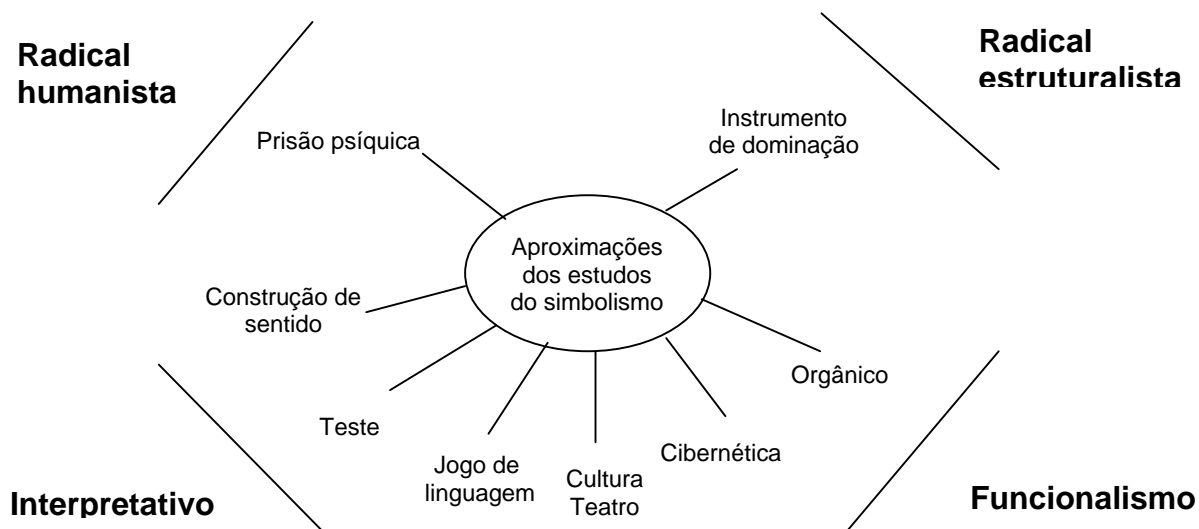 Radical
humanista
Radical
estruturalista
Prisão psíquica
Instrumento
de dominação
Aproximações
dos estudos
do simbolismo
Construção de
sentido
Orgânico
Teste
Jogo de
linguagem
Cultura
Teatro
Cibernética
Interpretativo
Funcionalismo